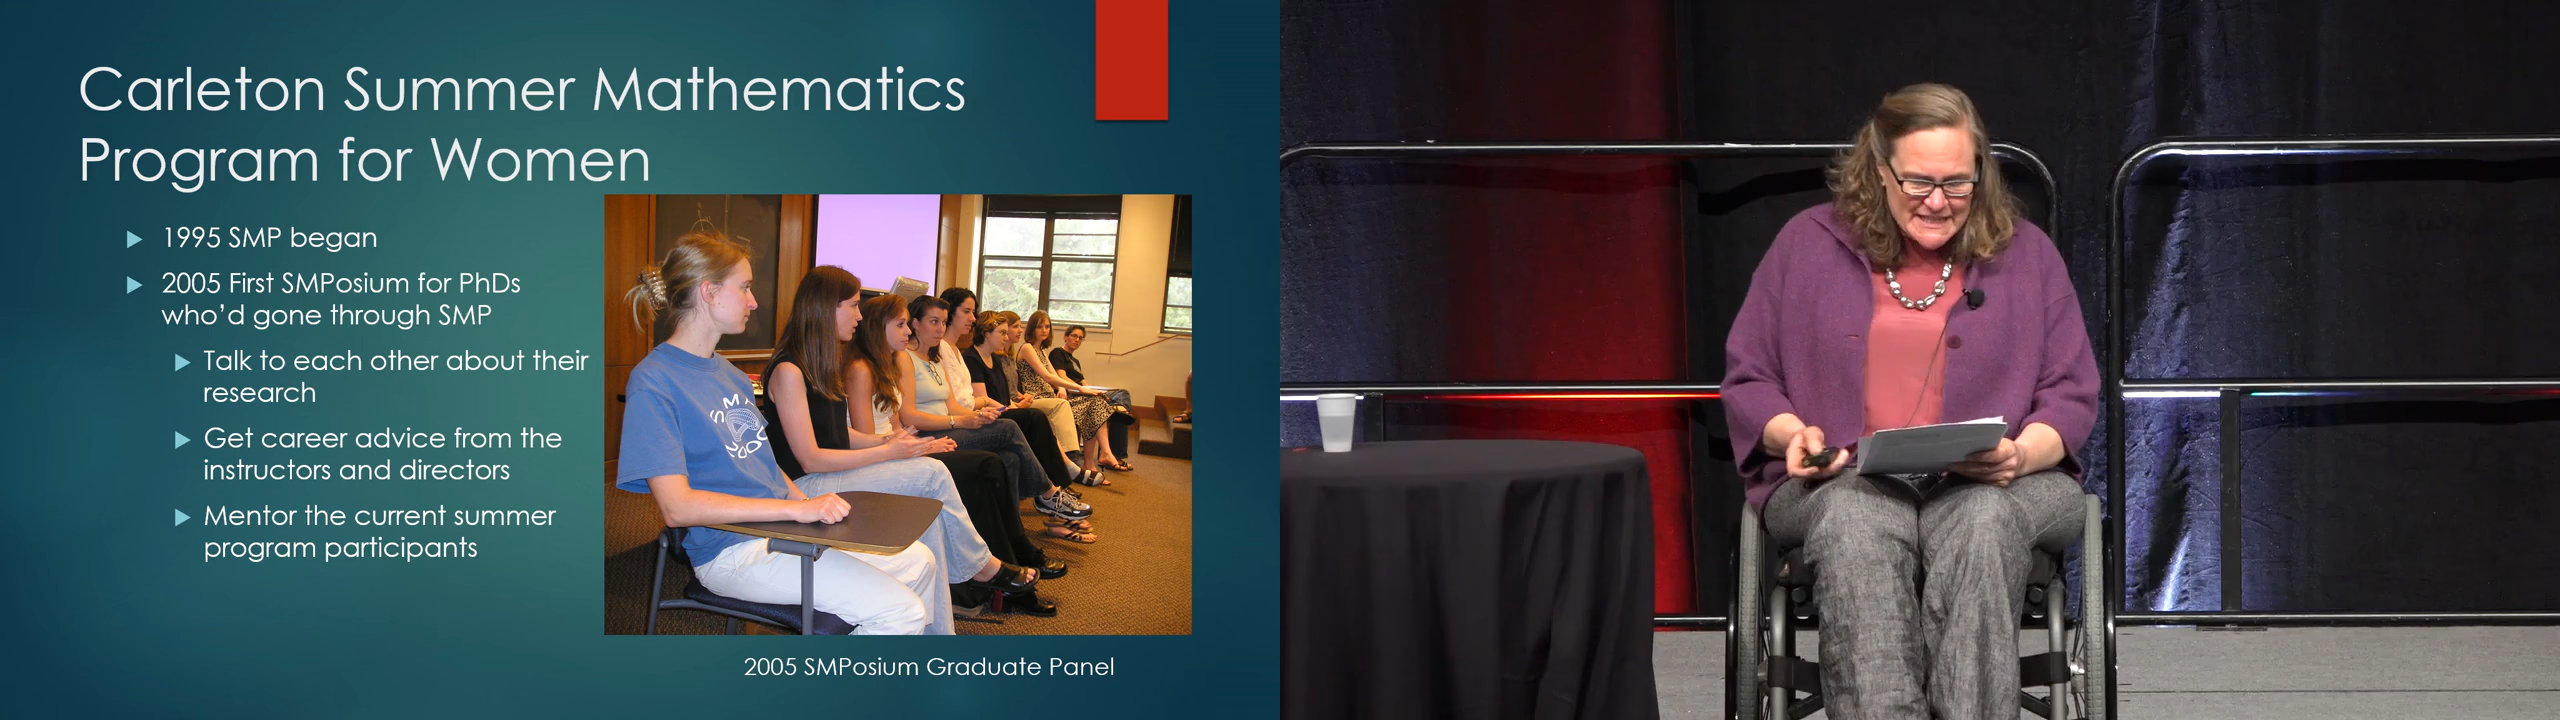 Carleton Summer Mathematics
Program for Women
1995 SMP began
2005 First SMPosium for PhDs
who'd gone through SMP
Talk to each other about their
research
Get career advice from the
instructors and directors
Mentor the current summer
program participants
SMP
2000
2005 SMPosium Graduate Panel